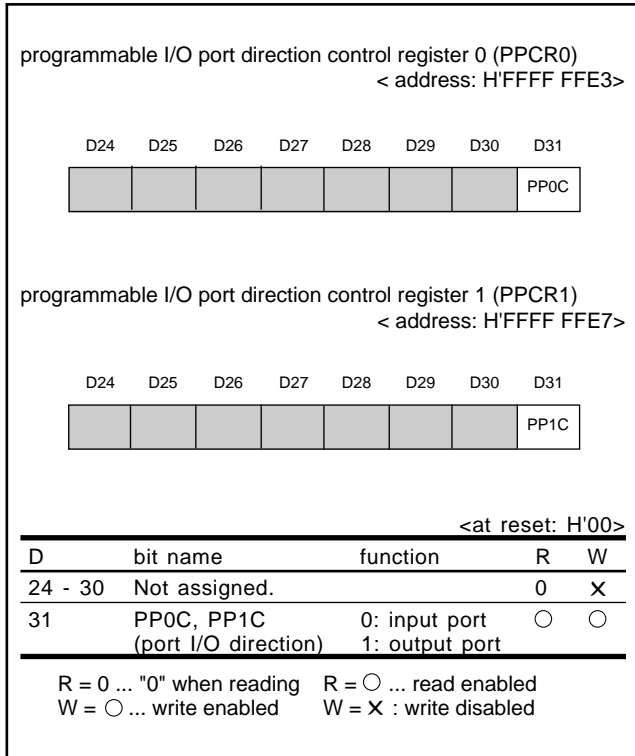 programmable I/O port direction control register 0 (PPCR0)
< address: H'FFFF FFE3>
D24 D25 D26 D27 D28 D29 D30 D31
PP0C
programmable I/O port direction control register 1 (PPCR1)
< address: H'FFFF FFE7>
D24 D25 D26 D27 D28 D29 D30 D31
PP1C
<at reset: H'00>
D bit name function R W
24 - 30 Not assigned. 0 ×
31 PP0C, PP1C 0: input port ○ ○
(port I/O direction) 1: output port
R = 0 ... "0" when reading R = ○ ... read enabled
W = ○ ... write enabled W = × : write disabled